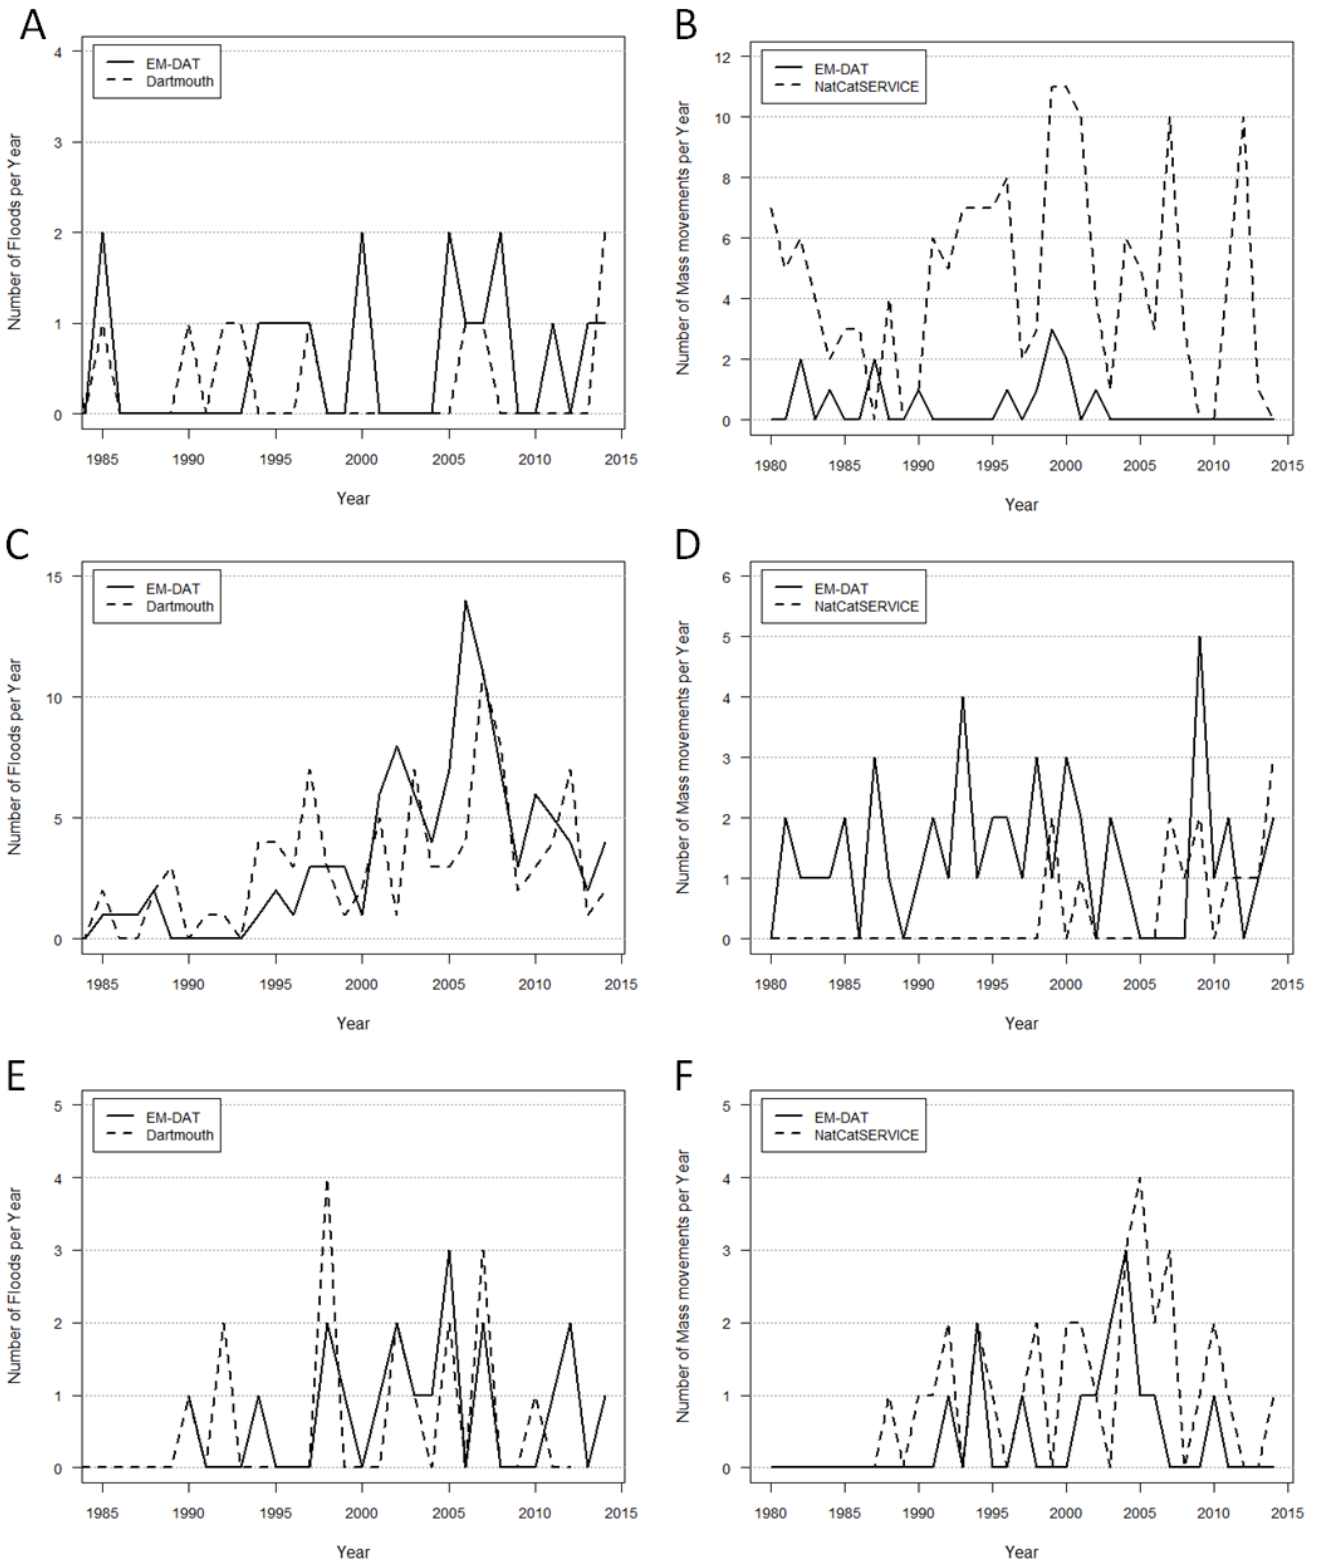 A
EM-DAT
Dartmouth
Number of Floods per Year
4
3
2
1
0
1985 1990 1995 2000 2005 2010 2015
Year
B
EM-DAT
NatCatSERVICE
Number of Mass movements per Year
12
10
8
6
4
2
0
1980 1985 1990 1995 2000 2005 2010 2015
Year
C
EM-DAT
Dartmouth
Number of Floods per Year
15
10
5
0
1985 1990 1995 2000 2005 2010 2015
Year
D
EM-DAT
NatCatSERVICE
Number of Mass movements per Year
6
5
4
3
2
1
0
1980 1985 1990 1995 2000 2005 2010 2015
Year
E
EM-DAT
Dartmouth
Number of Floods per Year
5
4
3
2
1
0
1985 1990 1995 2000 2005 2010 2015
Year
F
EM-DAT
NatCatSERVICE
Number of Mass movements per Year
5
4
3
2
1
0
1980 1985 1990 1995 2000 2005 2010 2015
Year